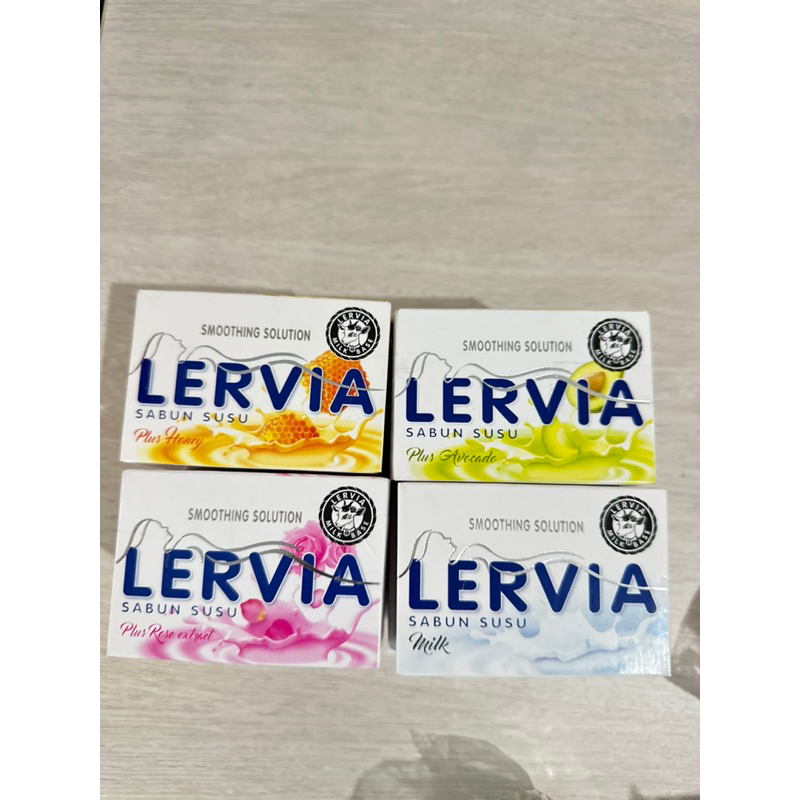 SMOOTHING SOLUTION
LERVIA
MILK BASE
LERVIA
SABUN SUSU
Plus Honey
SMOOTHING SOLUTION
LERVIA
MILK BASE
LERVIA
SABUN SUSU
Plus Avocado
SMOOTHING SOLUTION
LERVIA
MILK BASE
LERVIA
SABUN SUSU
Plus Rose extract
SMOOTHING SOLUTION
LERVIA
MILK BASE
LERVIA
SABUN SUSU
Milk